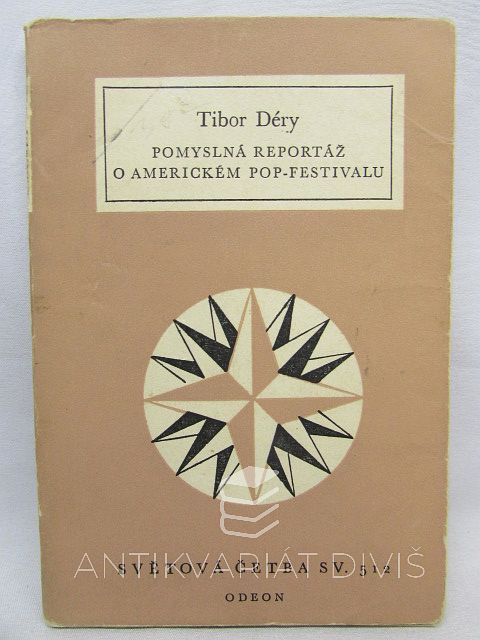 Tibor Déry
POMYSLNÁ REPORTÁŽ
O AMERICKÉM POP-FESTIVALU
ANTIKVARIÁT DIVIŠ
SVĚTOVÁ ČETBA SV. 512
ODEON